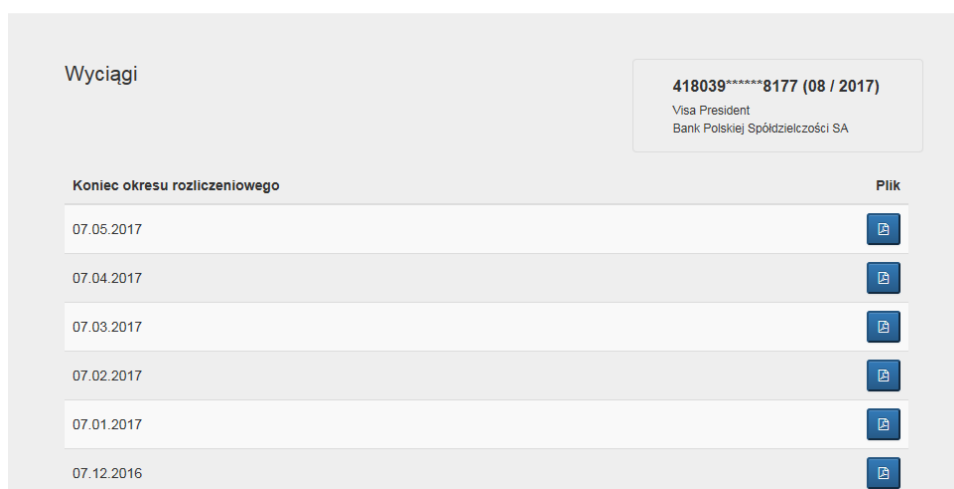 Wyciągi
418039******8177 (08 / 2017)
Visa President
Bank Polskiej Spółdzielczości SA
Koniec okresu rozliczeniowego Plik
07.05.2017
07.04.2017
07.03.2017
07.02.2017
07.01.2017
07.12.2016